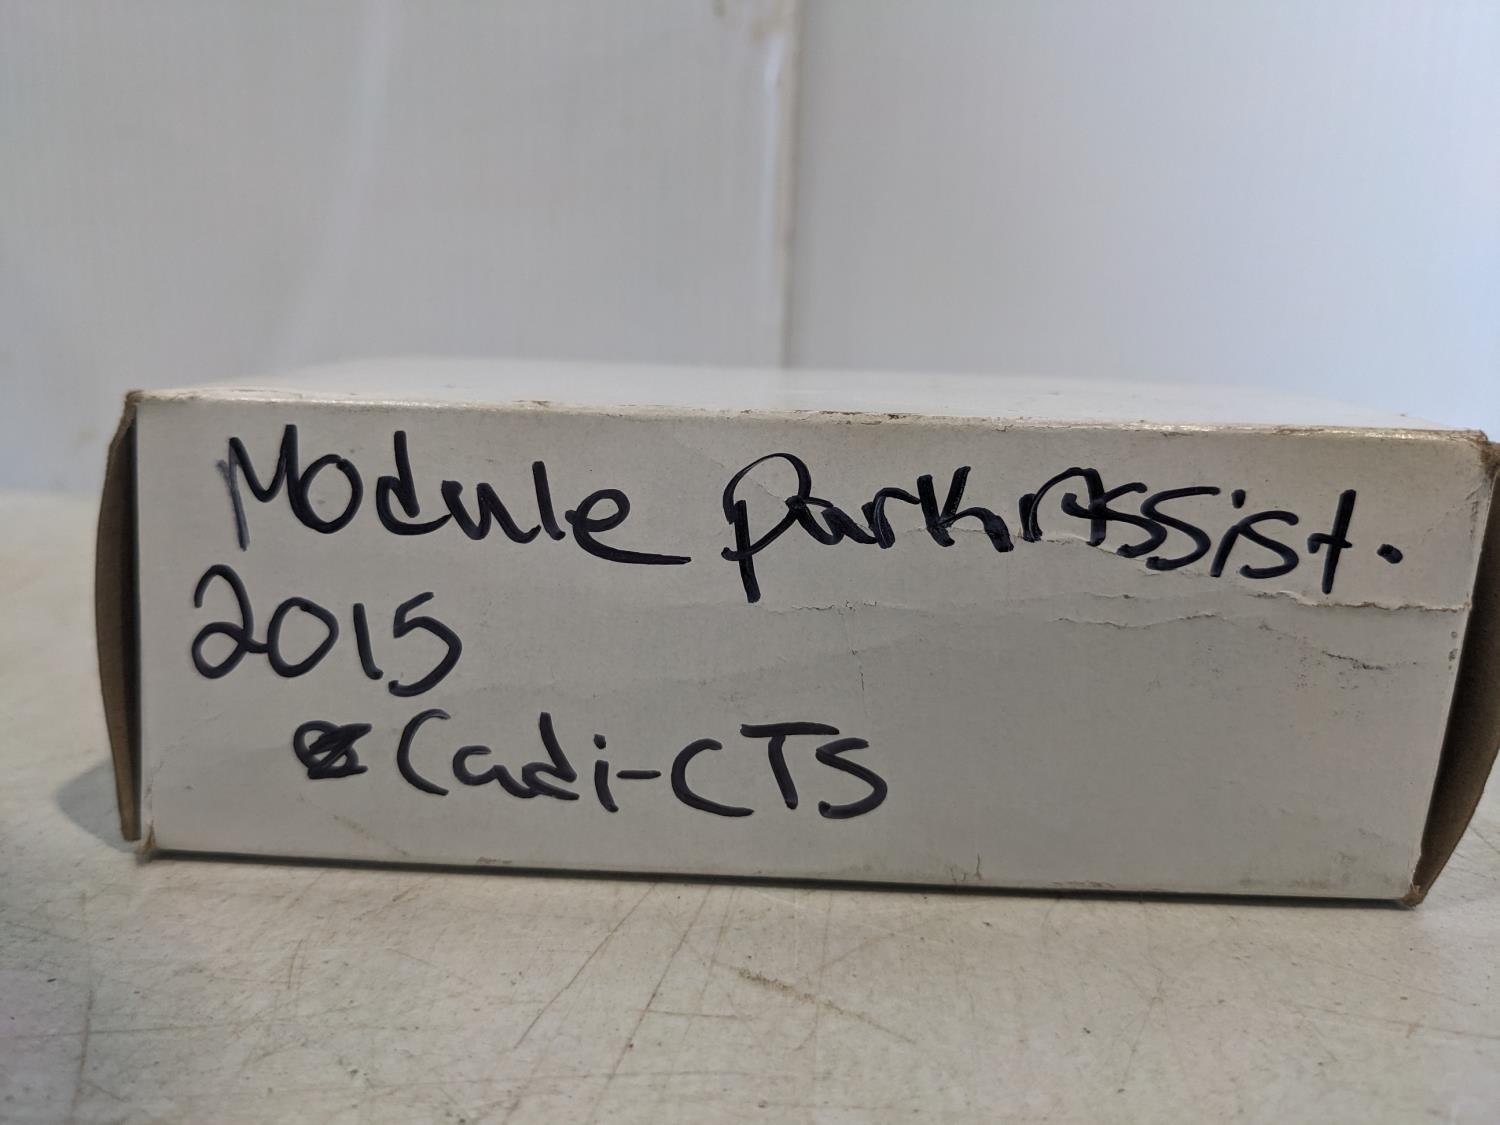 Module ParkAssist.
2015
Cadi-CTS